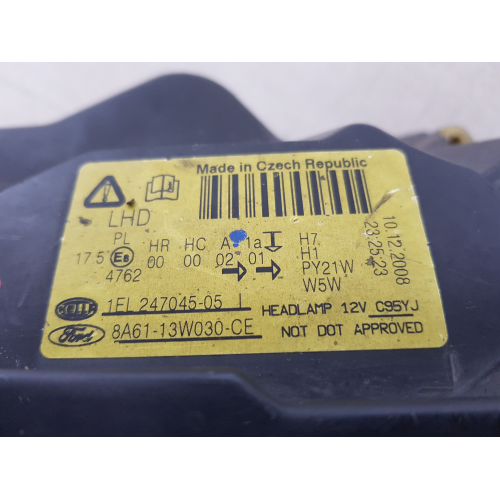 Made in Czech Republic
LHD
PL HR HC 1a H7
17.5 E8 00 00 02 01 H1
4762 PY21W
W5W
10.12.2008
23:25:23
HELLA 1EL 247045-05 HEADLAMP 12V C95YJ
Ford 8A61-13W030-CE NOT DOT APPROVED